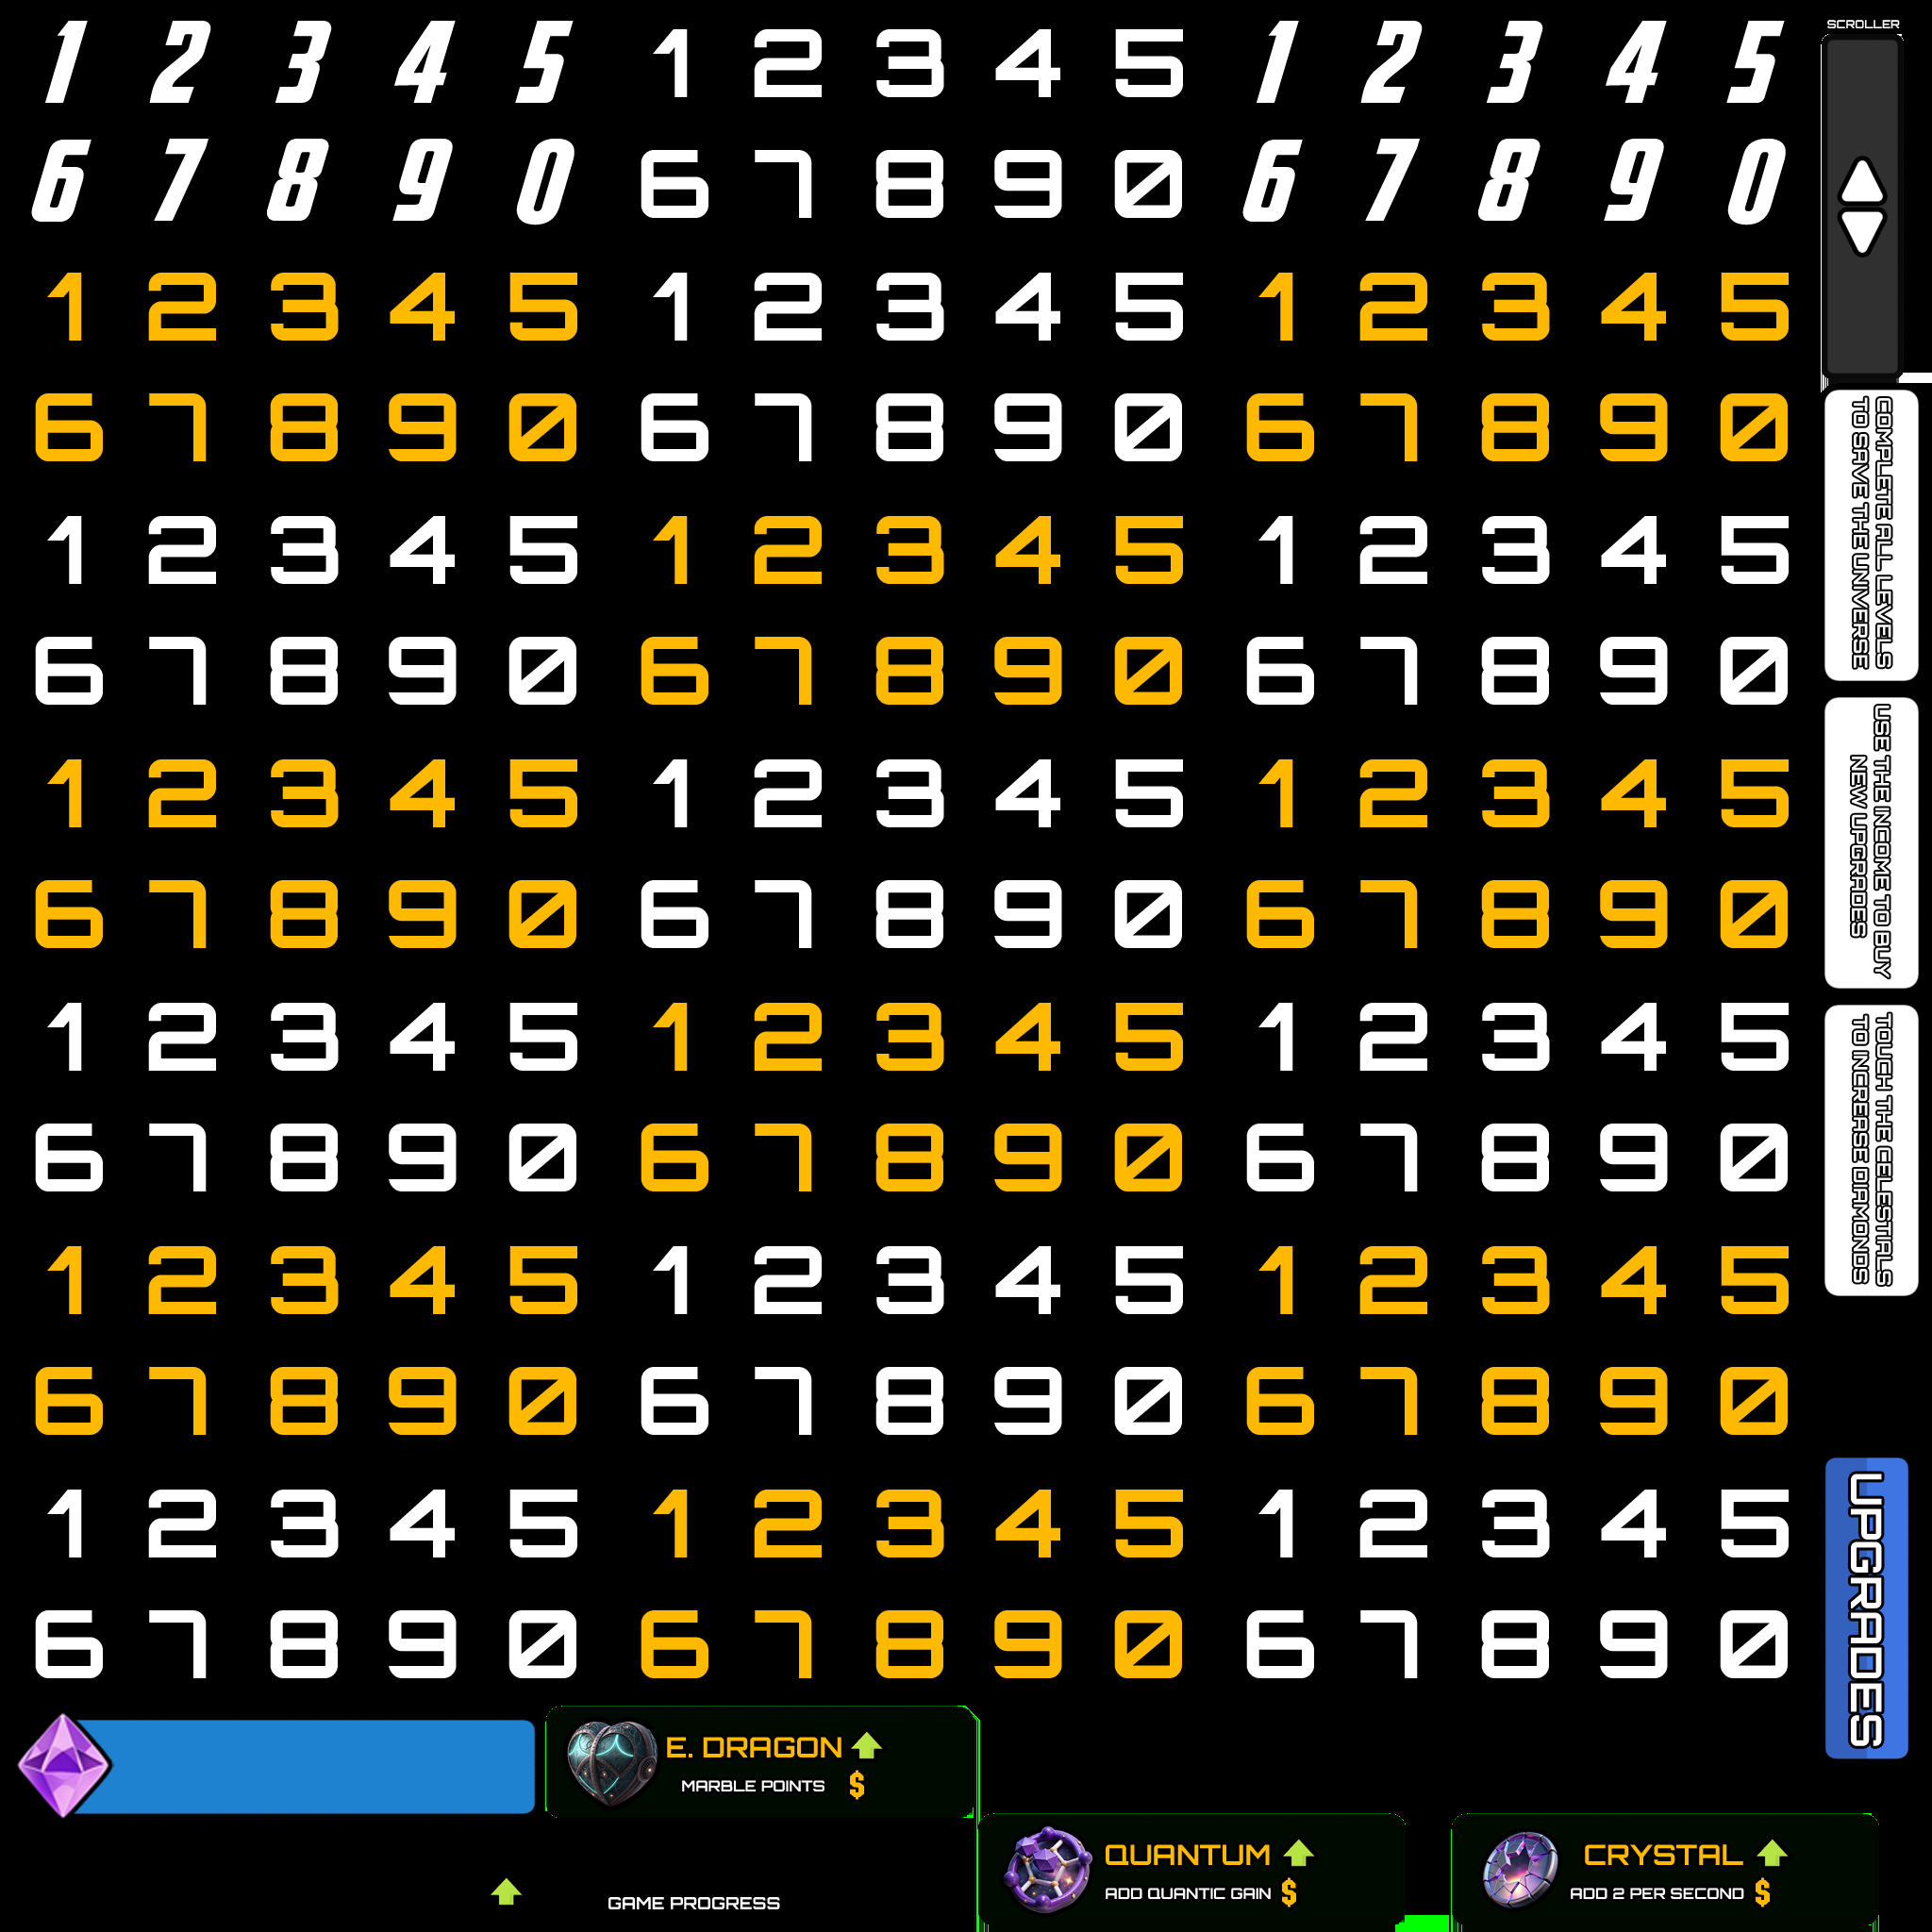 1 2 3 4 5 1 2 3 4 5 1 2 3 4 5
6 7 8 9 0 6 7 8 9 0 6 7 8 9 0
1 2 3 4 5 1 2 3 4 5 1 2 3 4 5
6 7 8 9 0 6 7 8 9 0 6 7 8 9 0
1 2 3 4 5 1 2 3 4 5 1 2 3 4 5
6 7 8 9 0 6 7 8 9 0 6 7 8 9 0
1 2 3 4 5 1 2 3 4 5 1 2 3 4 5
6 7 8 9 0 6 7 8 9 0 6 7 8 9 0
1 2 3 4 5 1 2 3 4 5 1 2 3 4 5
6 7 8 9 0 6 7 8 9 0 6 7 8 9 0
1 2 3 4 5 1 2 3 4 5 1 2 3 4 5
6 7 8 9 0 6 7 8 9 0 6 7 8 9 0
1 2 3 4 5 1 2 3 4 5 1 2 3 4 5
6 7 8 9 0 6 7 8 9 0 6 7 8 9 0
SCROLLER
COMPLETE ALL LEVELS
TO SAVE THE UNIVERSE
USE THE INCOME TO BUY
NEW UPGRADES
TOUCH THE CELESTIALS
TO INCREASE DIAMONDS
UPGRADES
E. DRAGON
MARBLE POINTS $
QUANTUM
ADD QUANTIC GAIN $
CRYSTAL
ADD 2 PER SECOND $
GAME PROGRESS